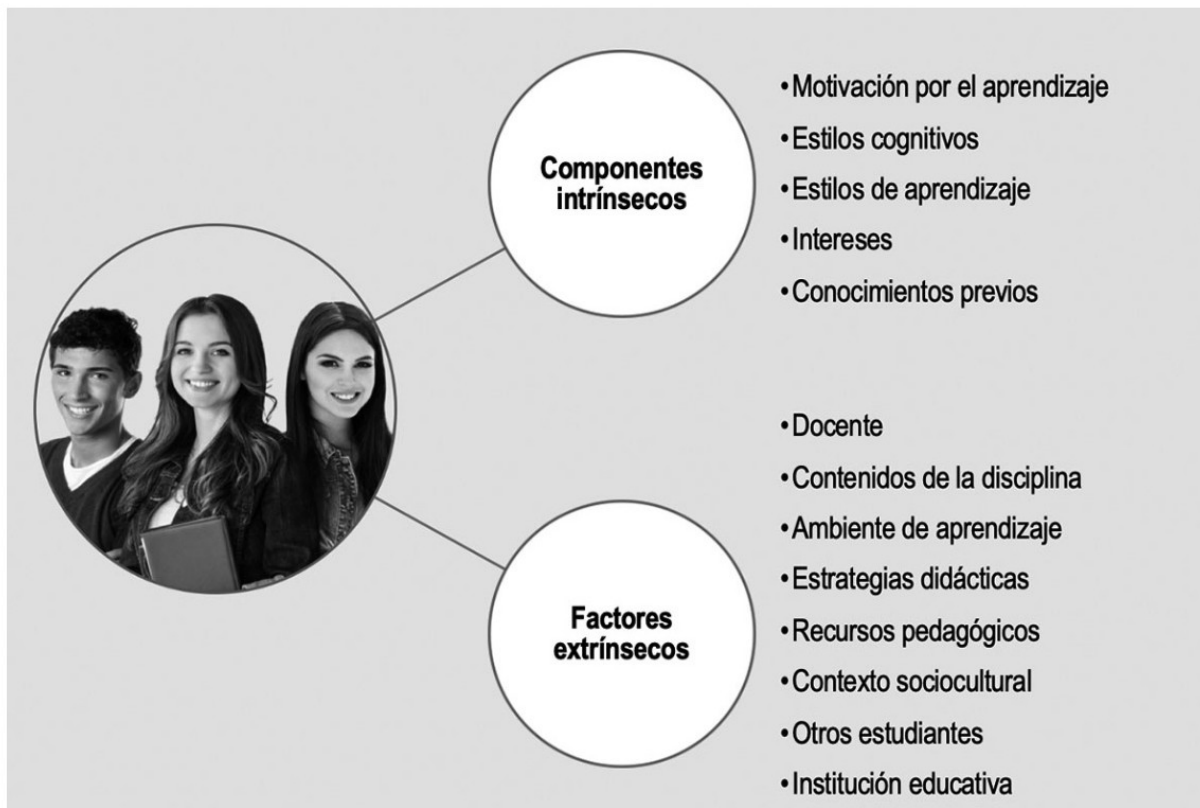 Componentes
intrínsecos
•Motivación por el aprendizaje
•Estilos cognitivos
•Estilos de aprendizaje
•Intereses
•Conocimientos previos
Factores
extrínsecos
•Docente
•Contenidos de la disciplina
•Ambiente de aprendizaje
•Estrategias didácticas
•Recursos pedagógicos
•Contexto sociocultural
•Otros estudiantes
•Institución educativa